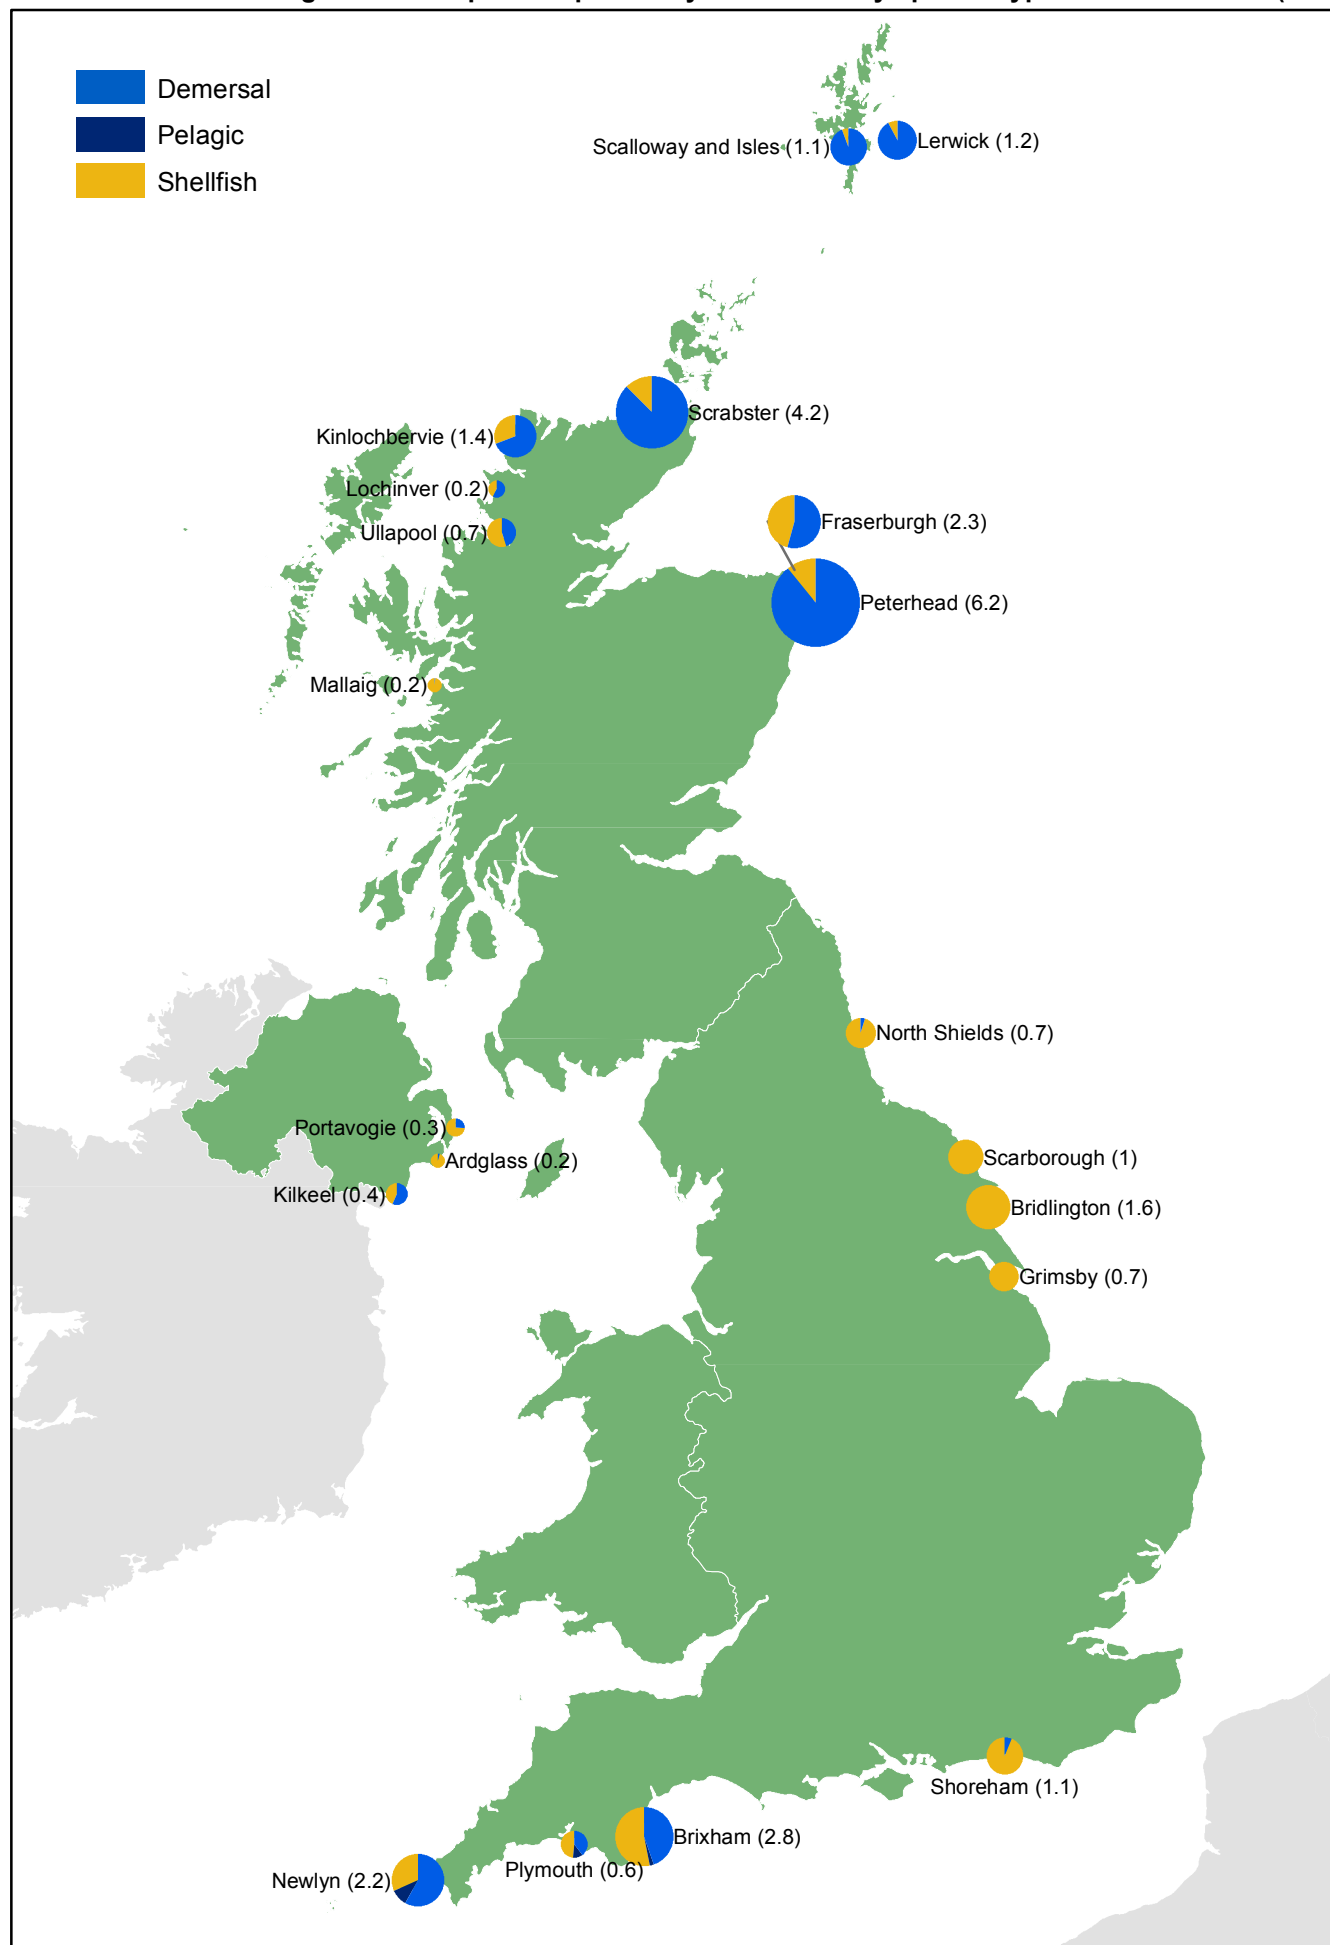 Demersal
Pelagic
Shellfish
Scalloway and Isles (1.1)
Lerwick (1.2)
Scrabster (4.2)
Kinlochbervie (1.4)
Lochinver (0.2)
Fraserburgh (2.3)
Ullapool (0.7)
Peterhead (6.2)
Mallaig (0.2)
North Shields (0.7)
Portavogie (0.3)
Scarborough (1)
Ardglass (0.2)
Kilkeel (0.4)
Bridlington (1.6)
Grimsby (0.7)
Shoreham (1.1)
Brixham (2.8)
Plymouth (0.6)
Newlyn (2.2)